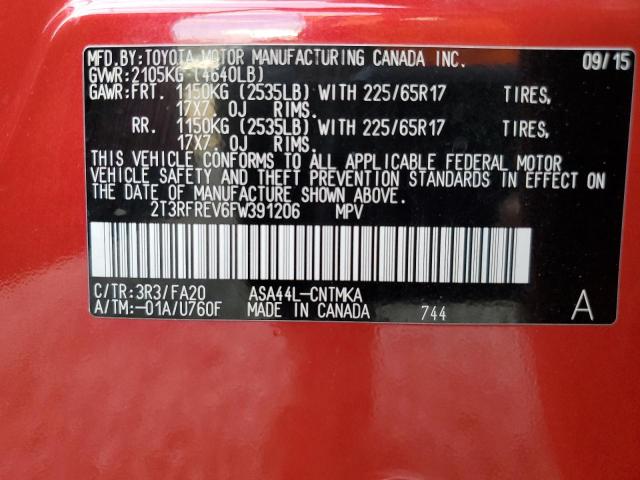 MFD.BY:TOYOTA MOTOR MANUFACTURING CANADA INC. 09/15
GVWR:2105KG (4640LB)
GAWR:FRT. 1150KG (2535LB) WITH 225/65R17 TIRES,
17X7.0J RIMS.
RR. 1150KG (2535LB) WITH 225/65R17 TIRES,
17X7.0J RIMS.
THIS VEHICLE CONFORMS TO ALL APPLICABLE FEDERAL MOTOR
VEHICLE SAFETY AND THEFT PREVENTION STANDARDS IN EFFECT ON
THE DATE OF MANUFACTURE SHOWN ABOVE.
2T3RFREV6FW391206 MPV
C/TR:3R3/FA20 ASA44L-CNTMKA
A/TM:-01A/U760F MADE IN CANADA 744 A